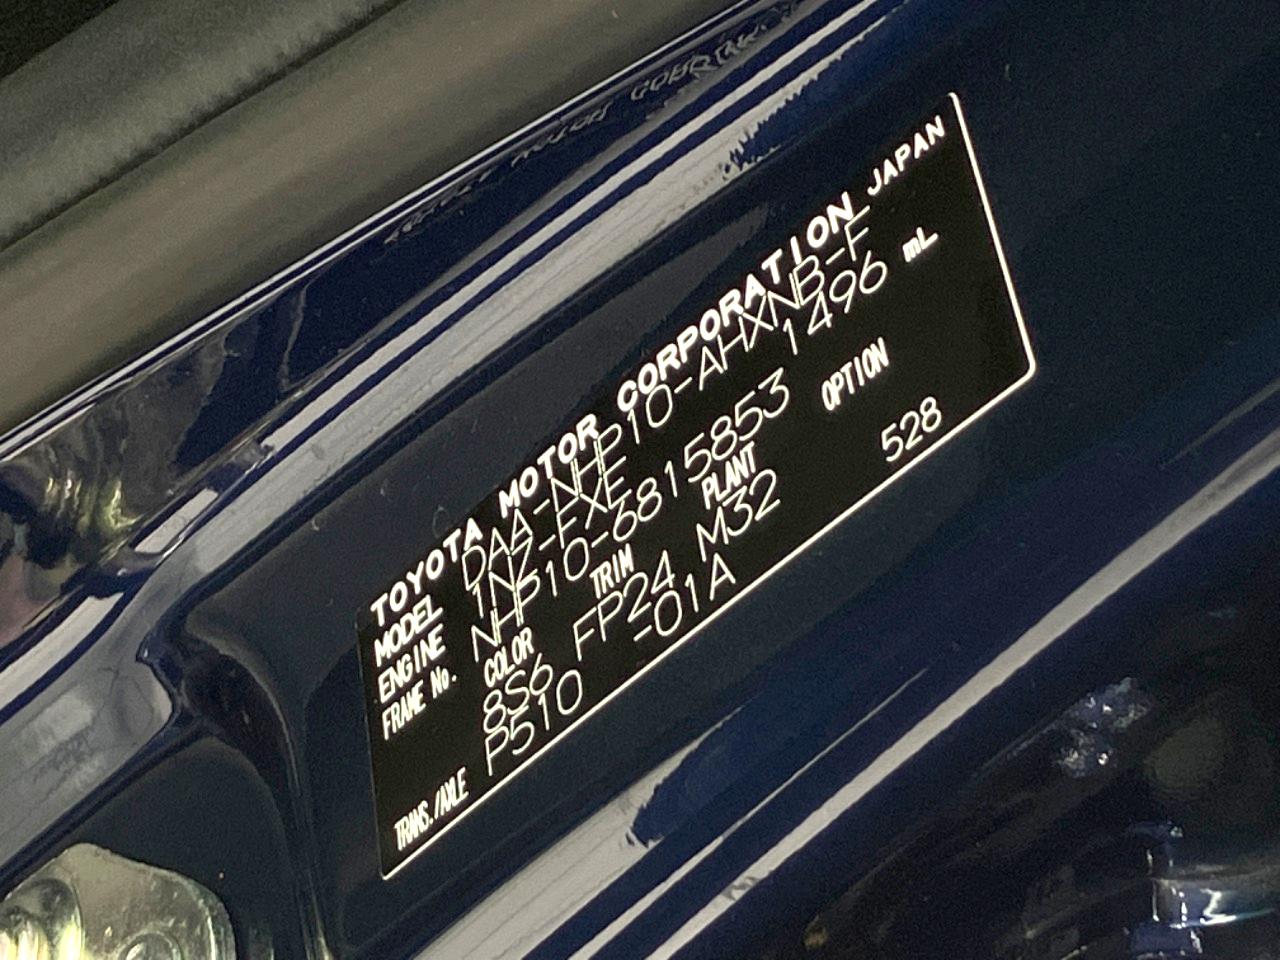 TOYOTA MOTOR CORPORATION JAPAN
MODEL DAA-NHP10-AHXNB-F
ENGINE 1NZ-FXE 1496 mL
FRAME No. NHP10-6815853
COLOR TRIM PLANT OPTION
8S6 FP24 M32 528
TRANS./AXLE P510 -01A